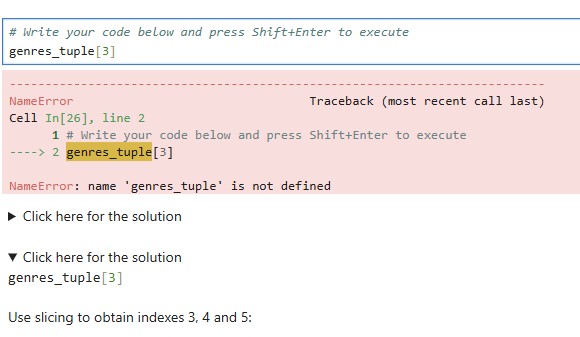 # Write your code below and press Shift+Enter to execute
genres_tuple[3]
---------------------------------------------------------------------------
NameError Traceback (most recent call last)
Cell In[26], line 2
1 # Write your code below and press Shift+Enter to execute
----> 2 genres_tuple[3]
NameError: name 'genres_tuple' is not defined
▶ Click here for the solution
▼ Click here for the solution
genres_tuple[3]
Use slicing to obtain indexes 3, 4 and 5: